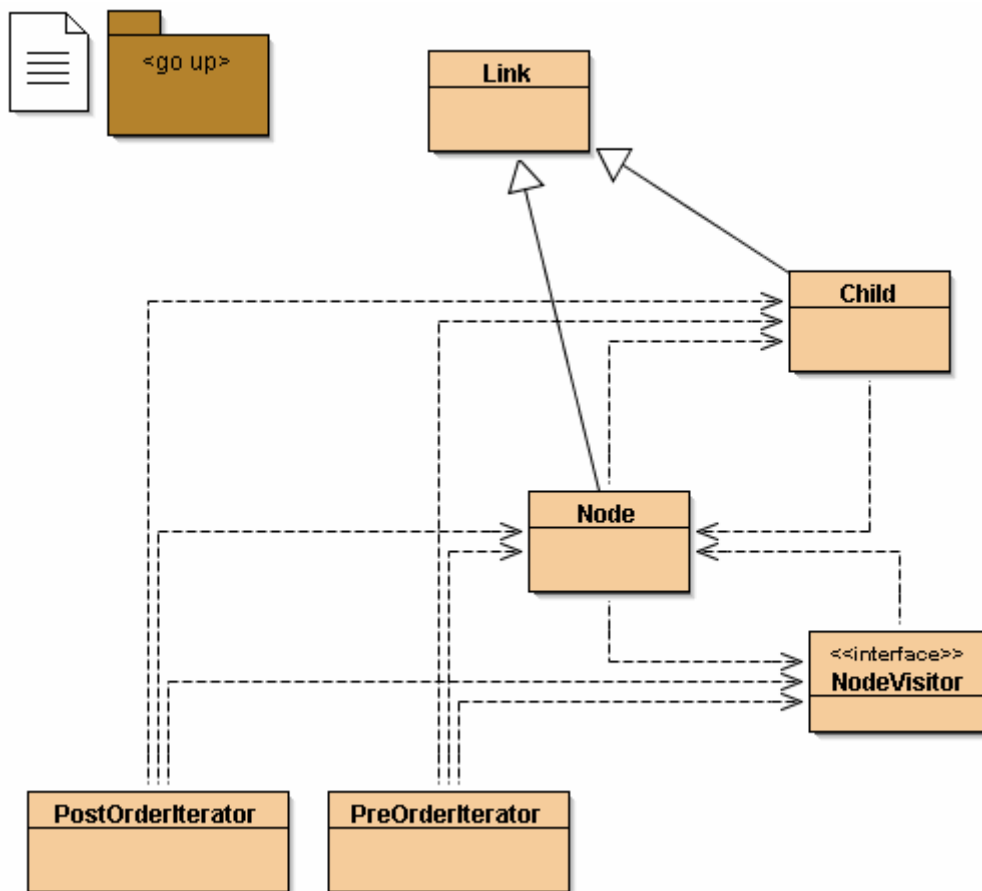 <go up>
Link
Child
Node
<<interface>>
NodeVisitor
PostOrderIterator
PreOrderIterator